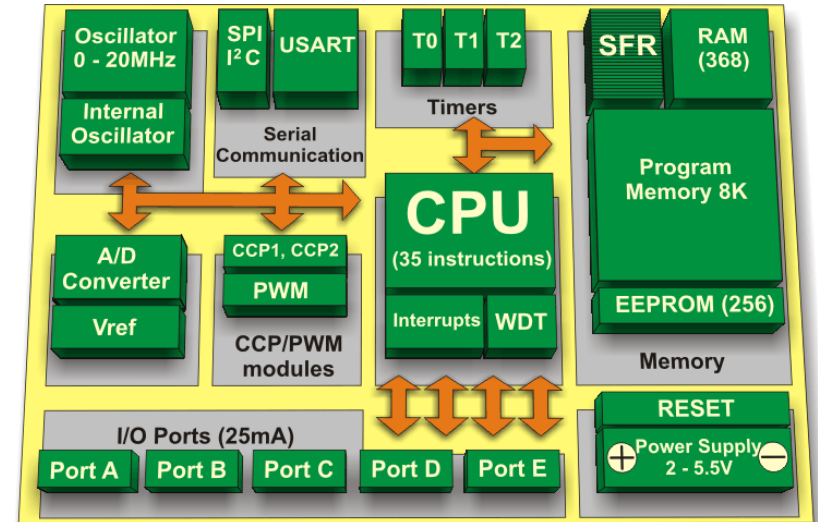 Oscillator
0 - 20MHz
Internal
Oscillator
SPI
I²C
USART
Serial
Communication
T0
T1
T2
Timers
SFR
RAM
(368)
Program
Memory 8K
EEPROM (256)
Memory
CPU
(35 instructions)
Interrupts
WDT
A/D
Converter
Vref
CCP1, CCP2
PWM
CCP/PWM
modules
I/O Ports (25mA)
Port A
Port B
Port C
Port D
Port E
RESET
+
Power Supply
2 - 5.5V
−